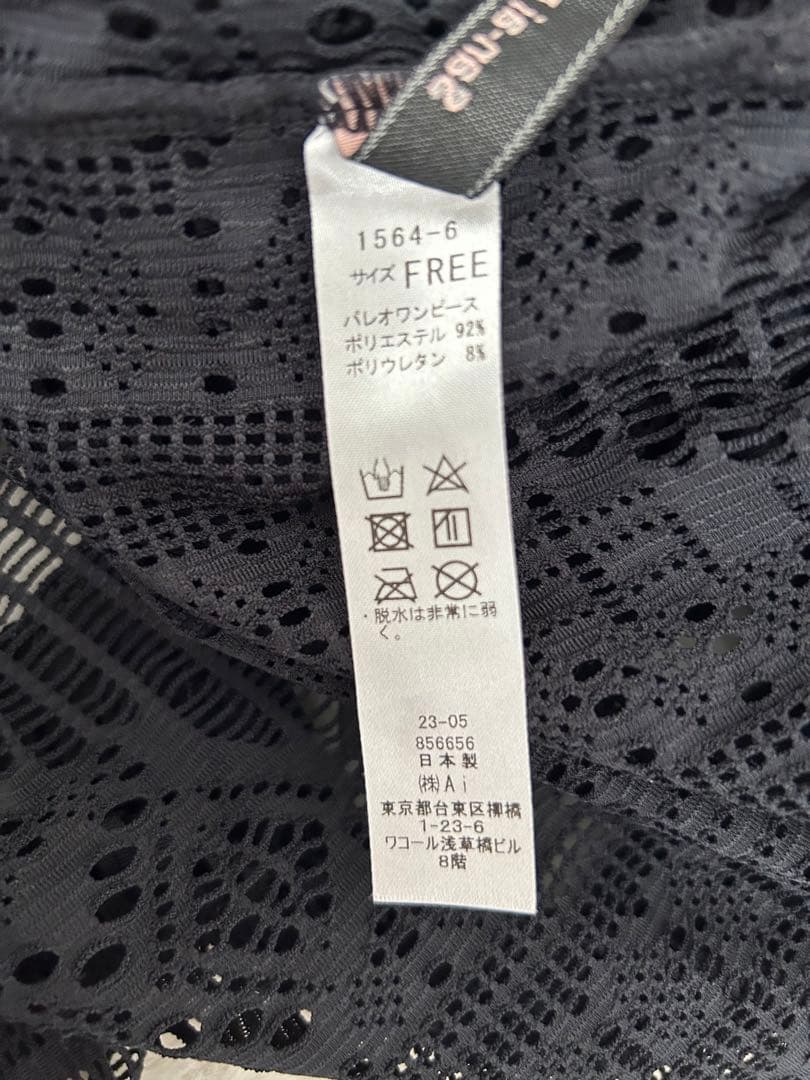 San-ai
1564-6
サイズ FREE
パレオワンピース
ポリエステル 92%
ポリウレタン 8%
・脱水は非常に弱
く。
23-05
856656
日本製
㈱Ai
東京都台東区柳橋
1-23-6
ワコール浅草橋ビル
8階